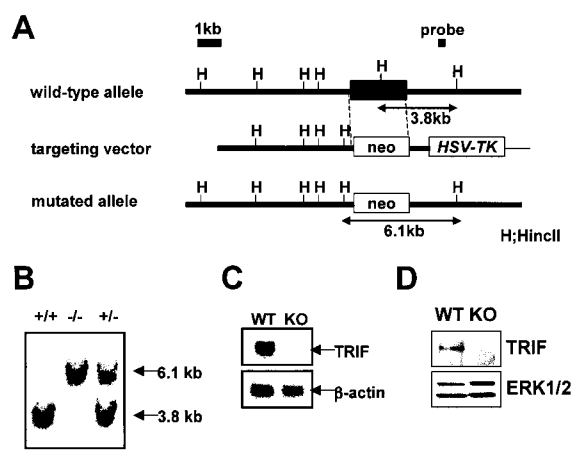 A
1kb
probe
H H H H H H
wild-type allele
3.8kb
H H H H
targeting vector
neo
HSV-TK
H H H H H H
mutated allele
neo
6.1kb
H;HincII
B
+/+ -/- +/-
6.1 kb
3.8 kb
C
WT KO
TRIF
β-actin
D
WT KO
TRIF
ERK1/2